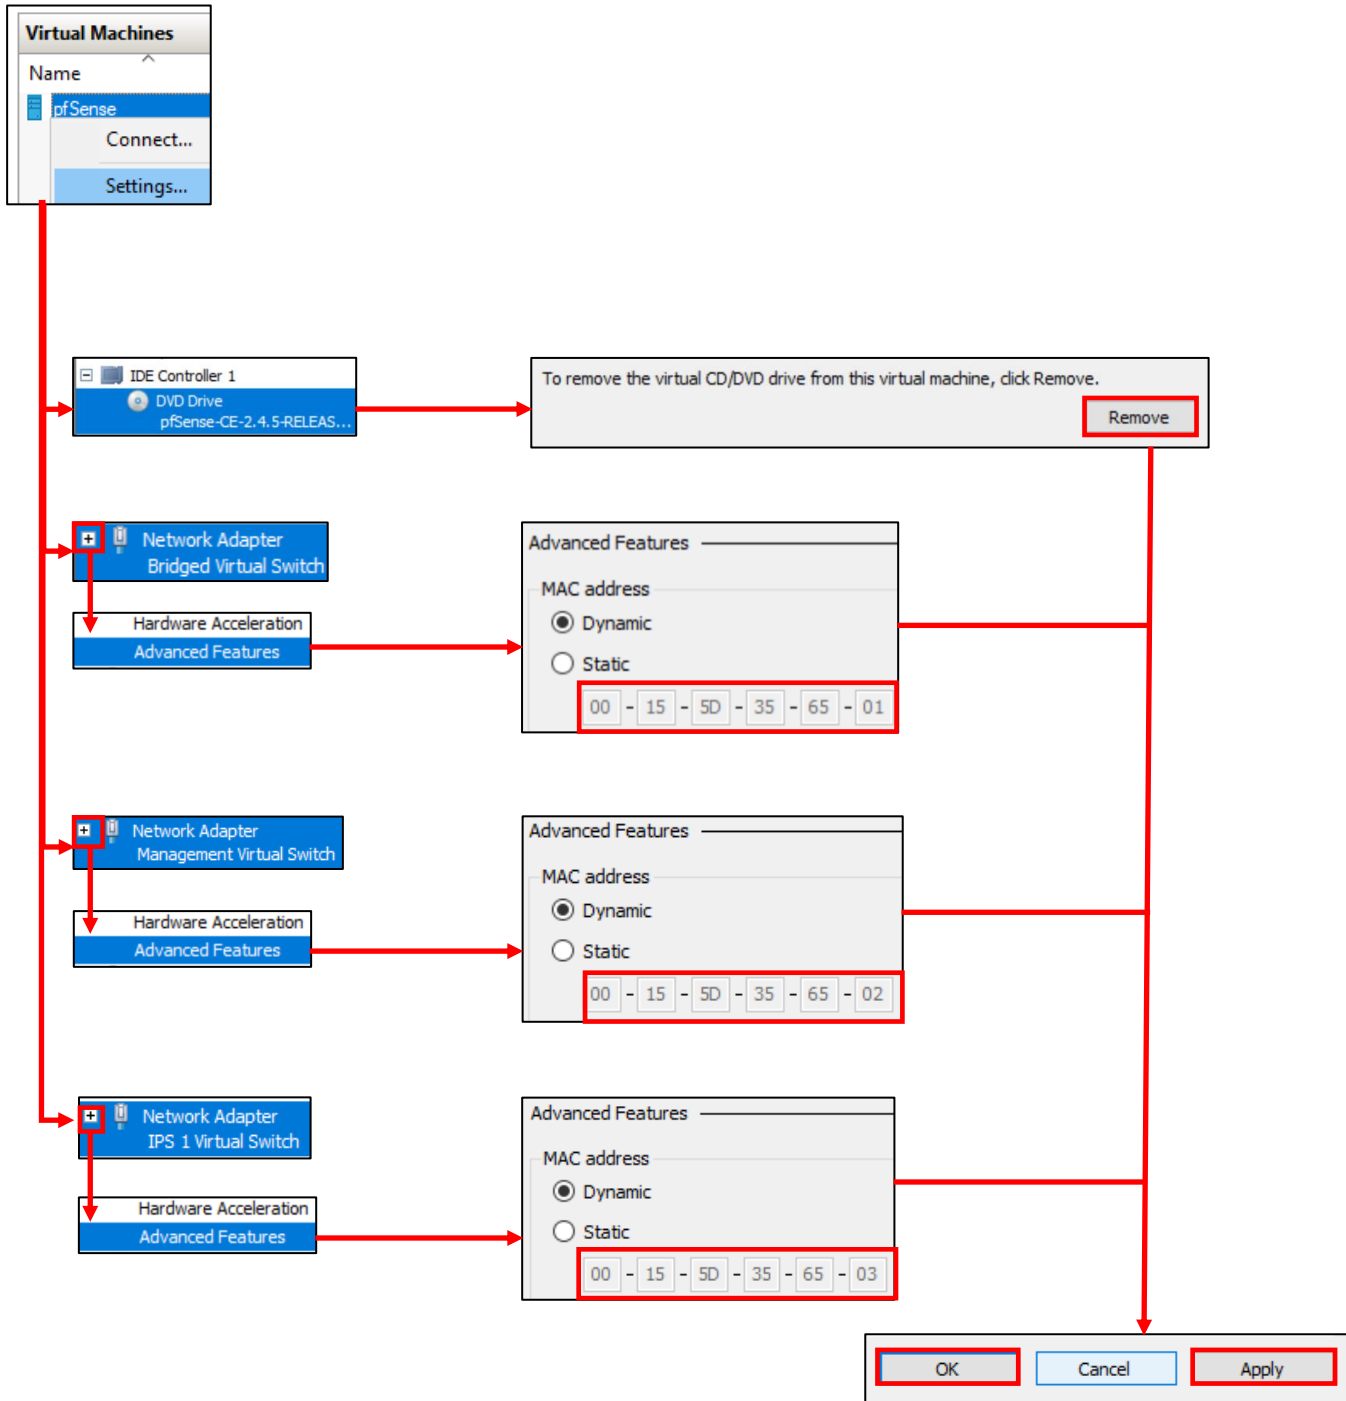 Virtual Machines
Name
pfSense
Connect...
Settings...
IDE Controller 1
DVD Drive
pfSense-CE-2.4.5-RELEAS...
To remove the virtual CD/DVD drive from this virtual machine, click Remove.
Remove
Network Adapter
Bridged Virtual Switch
Hardware Acceleration
Advanced Features
Advanced Features
MAC address
Dynamic
Static
00 - 15 - 5D - 35 - 65 - 01
Network Adapter
Management Virtual Switch
Hardware Acceleration
Advanced Features
Advanced Features
MAC address
Dynamic
Static
00 - 15 - 5D - 35 - 65 - 02
Network Adapter
IPS 1 Virtual Switch
Hardware Acceleration
Advanced Features
Advanced Features
MAC address
Dynamic
Static
00 - 15 - 5D - 35 - 65 - 03
OK Cancel Apply